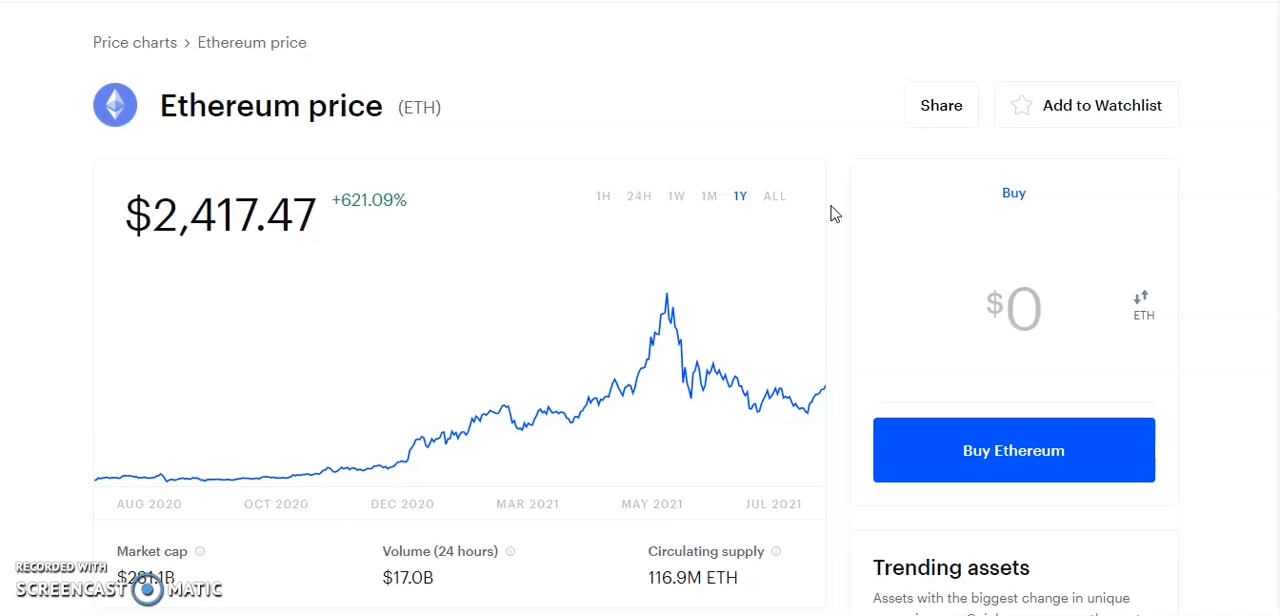 Price charts › Ethereum price
Ethereum price (ETH)
Share
Add to Watchlist
$2,417.47 +621.09%
1H 24H 1W 1M 1Y ALL
Buy
$0
ETH
Buy Ethereum
AUG 2020 OCT 2020 DEC 2020 MAR 2021 MAY 2021 JUL 2021
Market cap
Volume (24 hours)
$17.0B
Circulating supply
116.9M ETH
Trending assets
Assets with the biggest change in unique
RECORDED WITH
SCREENCAST MATIC